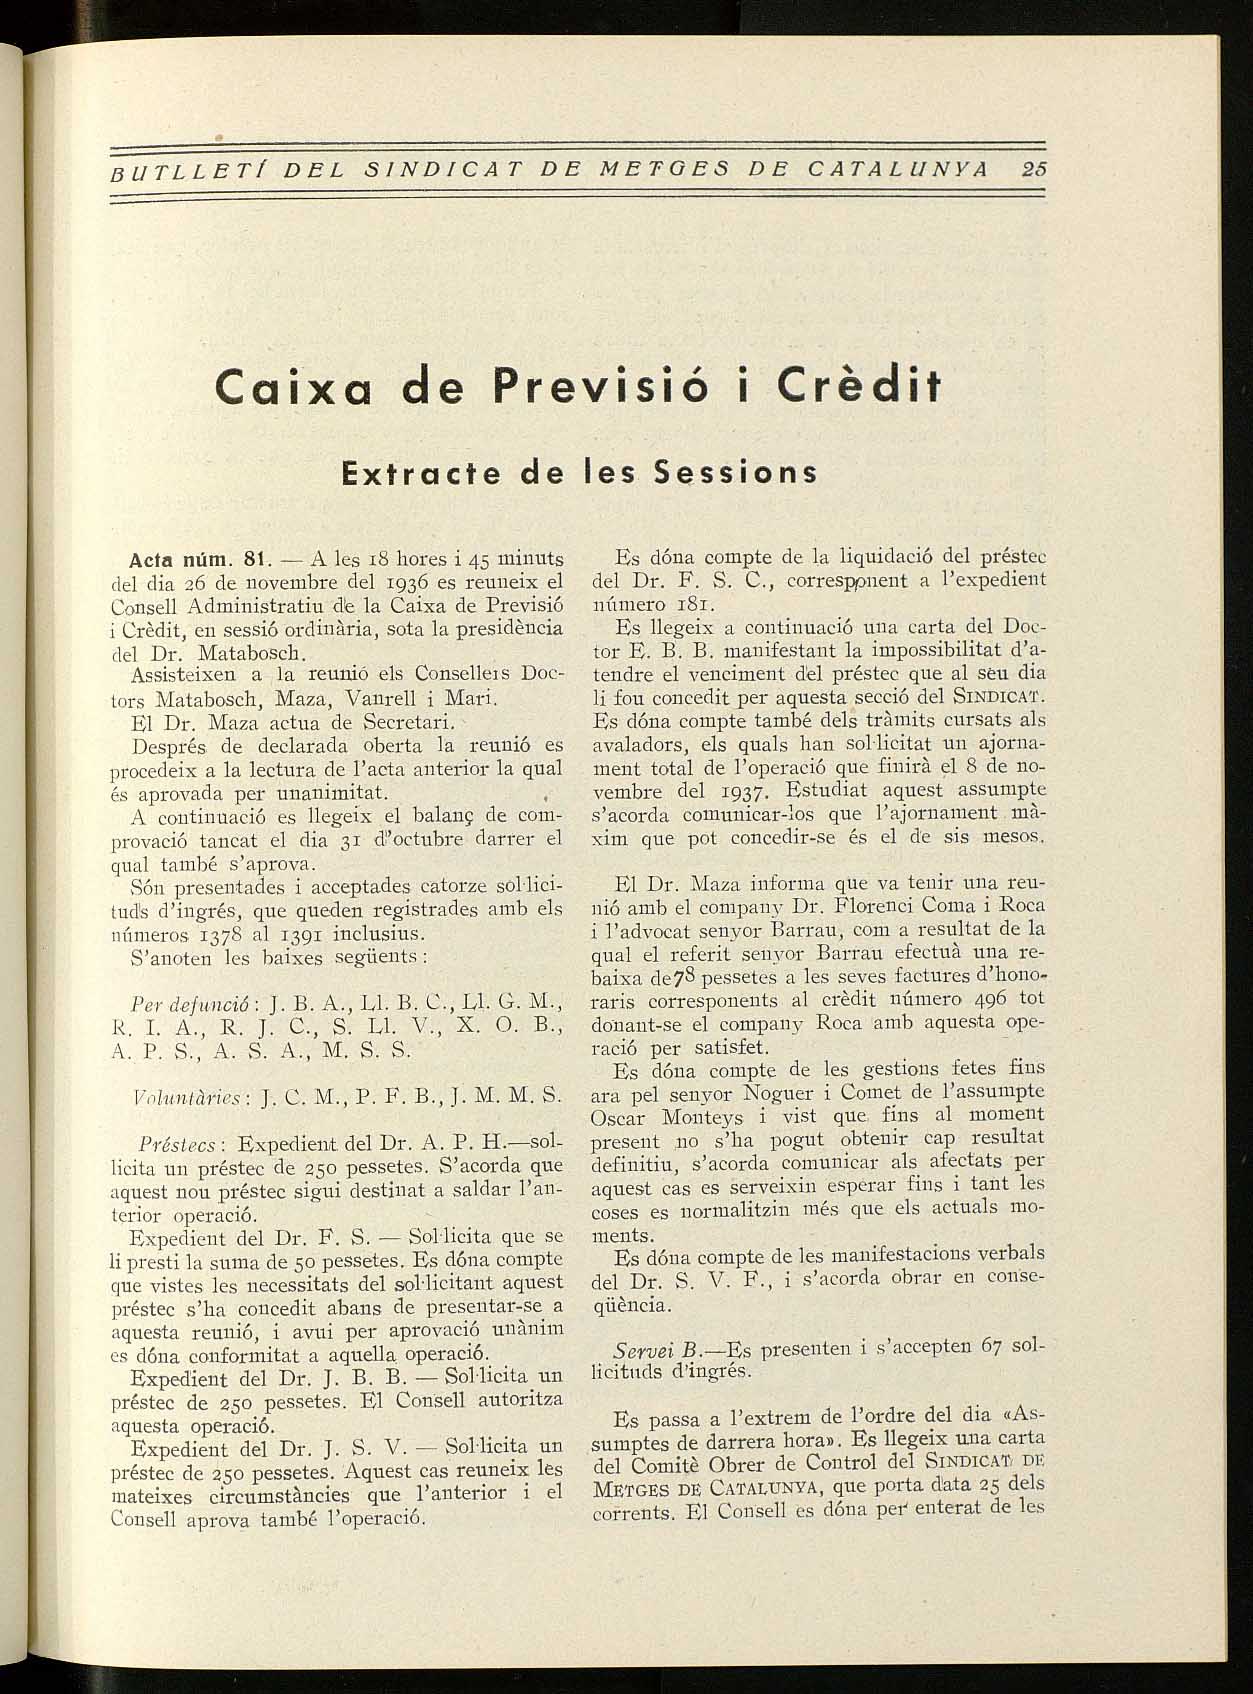 BUTLLETÍ DEL SINDICAT DE METGES DE CATALUNYA 25
Caixa de Previsió i Crèdit
Extracte de les Sessions
Acta núm. 81. — A les 18 hores i 45 minuts
del dia 26 de novembre del 1936 es reuneix el
Consell Administratiu de la Caixa de Previsió
i Crèdit, en sessió ordinària, sota la presidència
del Dr. Matabosch.
Assisteixen a la reunió els Consellers Doc-
tors Matabosch, Maza, Vanrell i Mari.
El Dr. Maza actua de Secretari.
Després de declarada oberta la reunió es
procedeix a la lectura de l'acta anterior la qual
és aprovada per unanimitat.
A continuació es llegeix el balanç de com-
provació tancat el dia 31 d'octubre darrer el
qual també s'aprova.
Són presentades i acceptades catorze sol·lici-
tuds d'ingrés, que queden registrades amb els
números 1378 al 1391 inclusius.
S'anoten les baixes següents:
Per defunció: J. B. A., Ll. B. C., Ll. G. M.,
R. I. A., R. J. C., S. Ll. V., X. O. B.,
A. P. S., A. S. A., M. S. S.
Voluntàries: J. C. M., P. F. B., J. M. M. S.
Préstecs: Expedient del Dr. A. P. H.—sol-
licita un préstec de 250 pessetes. S'acorda que
aquest nou préstec sigui destinat a saldar l'an-
terior operació.
Expedient del Dr. F. S. — Sol·licita que se
li presti la suma de 50 pessetes. Es dóna compte
que vistes les necessitats del sol·licitant aquest
préstec s'ha concedit abans de presentar-se a
aquesta reunió, i avui per aprovació unànim
es dóna conformitat a aquella operació.
Expedient del Dr. J. B. B. — Sol·licita un
préstec de 250 pessetes. El Consell autoritza
aquesta operació.
Expedient del Dr. J. S. V. — Sol·licita un
préstec de 250 pessetes. Aquest cas reuneix les
mateixes circumstàncies que l'anterior i el
Consell aprova també l'operació.
Es dóna compte de la liquidació del préstec
del Dr. F. S. C., corresponent a l'expedient
número 181.
Es llegeix a continuació una carta del Doc-
tor E. B. B. manifestant la impossibilitat d'a-
tendre el venciment del préstec que al seu dia
li fou concedit per aquesta secció del SINDICAT.
Es dóna compte també dels tràmits cursats als
avaladors, els quals han sol·licitat un ajorna-
ment total de l'operació que finirà el 8 de no-
vembre del 1937. Estudiat aquest assumpte
s'acorda comunicar-los que l'ajornament mà-
xim que pot concedir-se és el de sis mesos.
El Dr. Maza informa que va tenir una reu-
nió amb el company Dr. Florenci Coma i Roca
i l'advocat senyor Barrau, com a resultat de la
qual el referit senyor Barrau efectuà una re-
baixa de 78 pessetes a les seves factures d'hono-
raris corresponents al crèdit número 496 tot
donant-se el company Roca amb aquesta ope-
ració per satisfet.
Es dóna compte de les gestions fetes fins
ara pel senyor Noguer i Comet de l'assumpte
Oscar Monteys i vist que fins al moment
present no s'ha pogut obtenir cap resultat
definitiu, s'acorda comunicar als afectats per
aquest cas es serveixin esperar fins i tant les
coses es normalitzin més que els actuals mo-
ments.
Es dóna compte de les manifestacions verbals
del Dr. S. V. F., i s'acorda obrar en conse-
qüència.
Servei B.—Es presenten i s'accepten 67 sol-
licituds d'ingrés.
Es passa a l'extrem de l'ordre del dia «As-
sumptes de darrera hora». Es llegeix una carta
del Comitè Obrer de Control del SINDICAT DE
METGES DE CATALUNYA, que porta data 25 dels
corrents. El Consell es dóna per enterat de les